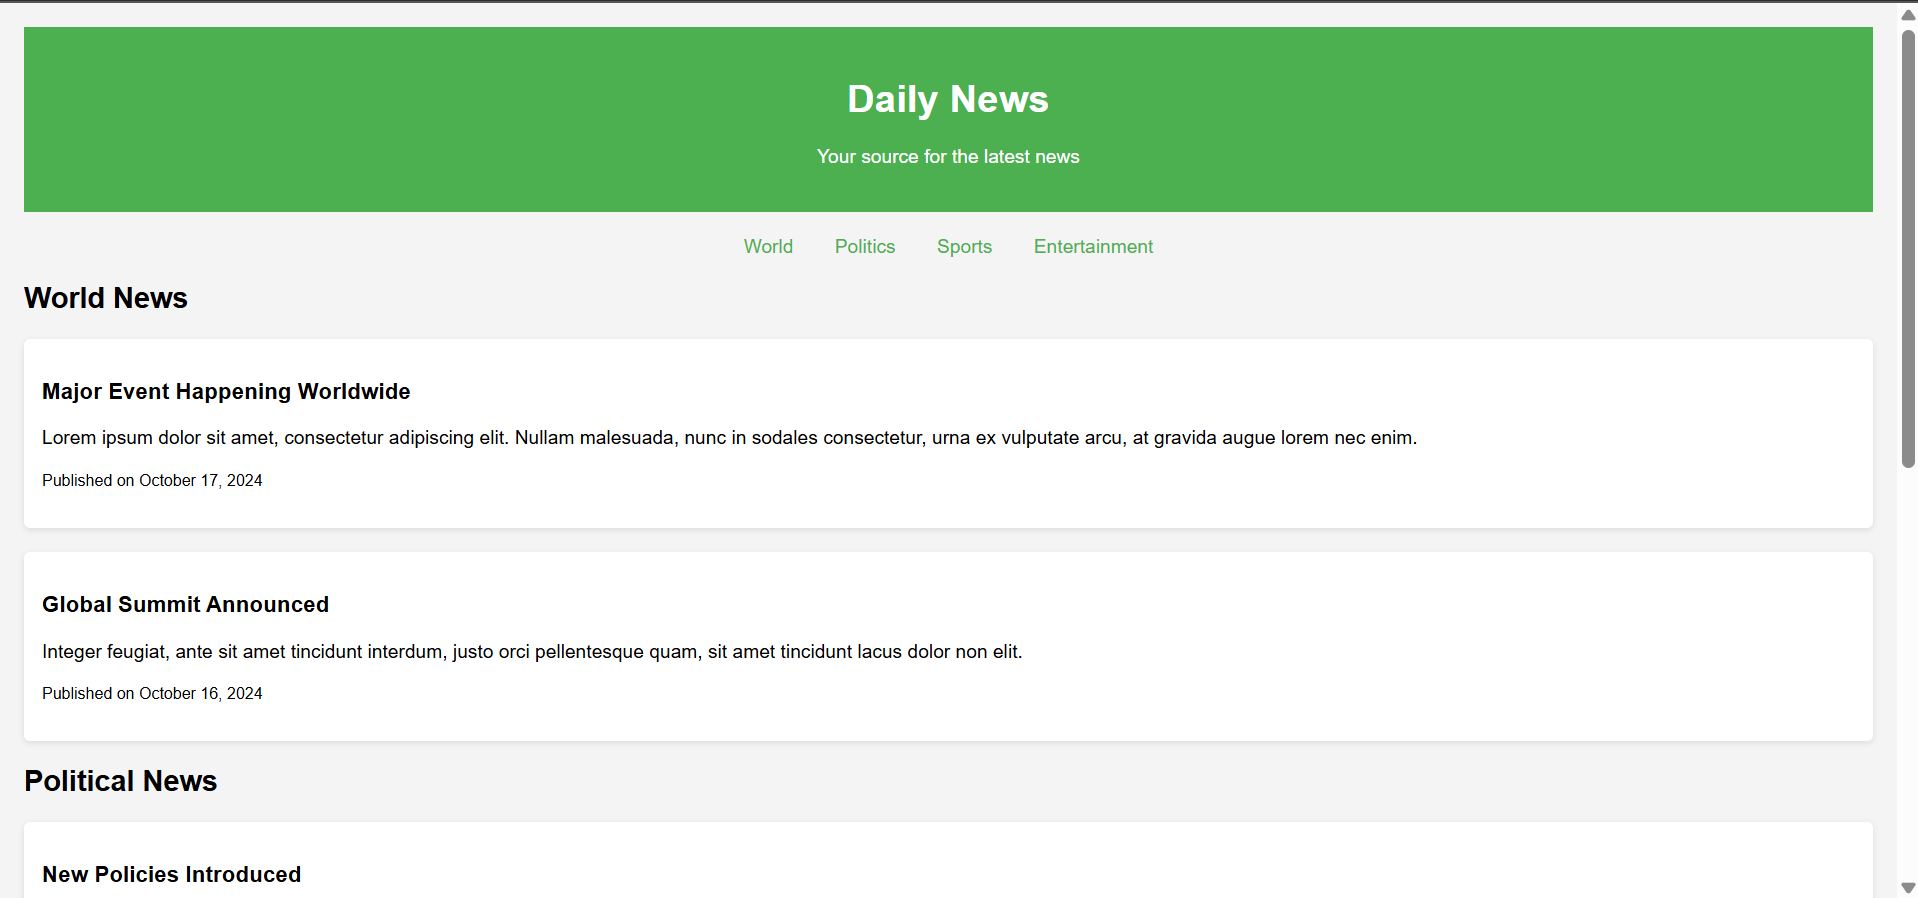 Daily News
Your source for the latest news
World Politics Sports Entertainment
World News
Major Event Happening Worldwide
Lorem ipsum dolor sit amet, consectetur adipiscing elit. Nullam malesuada, nunc in sodales consectetur, urna ex vulputate arcu, at gravida augue lorem nec enim.
Published on October 17, 2024
Global Summit Announced
Integer feugiat, ante sit amet tincidunt interdum, justo orci pellentesque quam, sit amet tincidunt lacus dolor non elit.
Published on October 16, 2024
Political News
New Policies Introduced